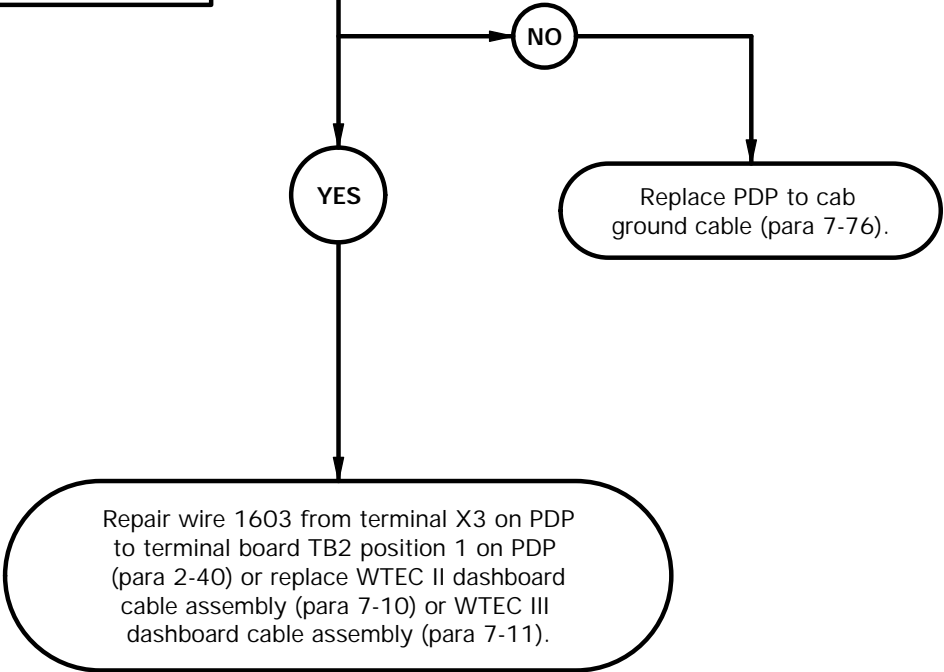 NO
YES
Replace PDP to cab
ground cable (para 7-76).
Repair wire 1603 from terminal X3 on PDP
to terminal board TB2 position 1 on PDP
(para 2-40) or replace WTEC II dashboard
cable assembly (para 7-10) or WTEC III
dashboard cable assembly (para 7-11).